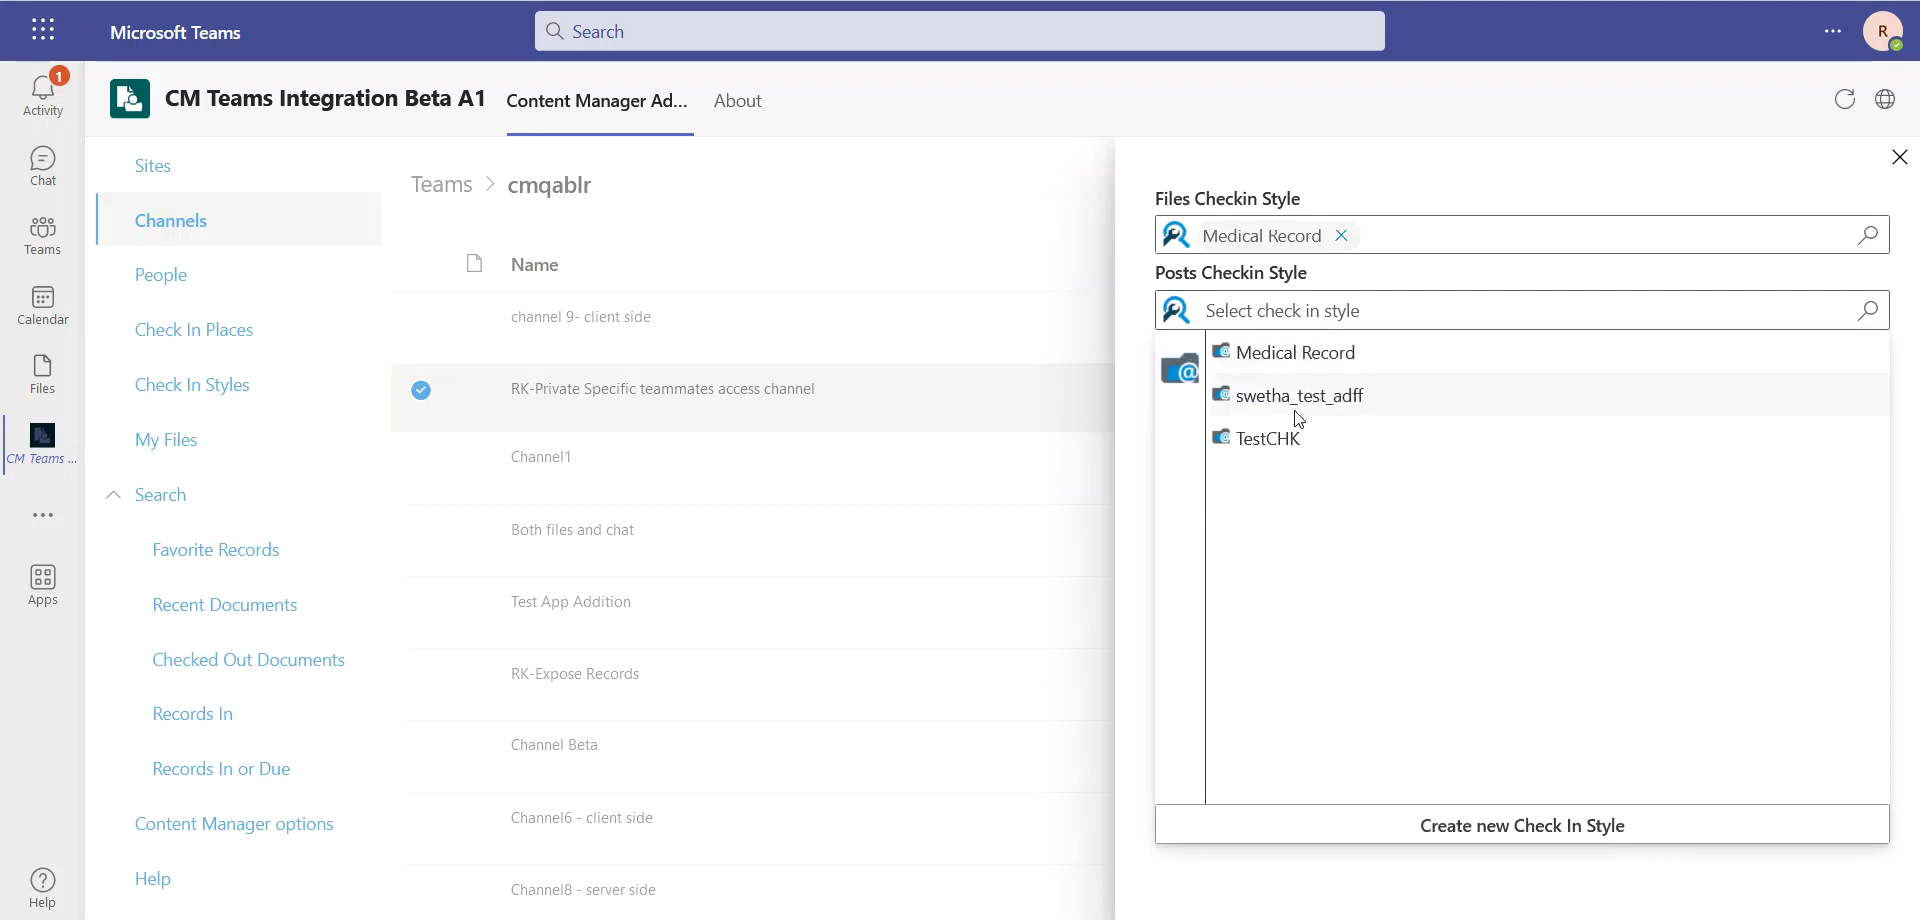 Microsoft Teams
Search
R
1
Activity
Chat
Teams
Calendar
Files
CM Teams ...
Apps
Help
CM Teams Integration Beta A1
Content Manager Ad...
About
Sites
Channels
People
Check In Places
Check In Styles
My Files
Search
Favorite Records
Recent Documents
Checked Out Documents
Records In
Records In or Due
Content Manager options
Help
Teams > cmqablr
Name
channel 9- client side
RK-Private Specific teammates access channel
Channel1
Both files and chat
Test App Addition
RK-Expose Records
Channel Beta
Channel6 - client side
Channel8 - server side
Files Checkin Style
Medical Record
Posts Checkin Style
Select check in style
Medical Record
swetha_test_adff
TestCHK
Create new Check In Style